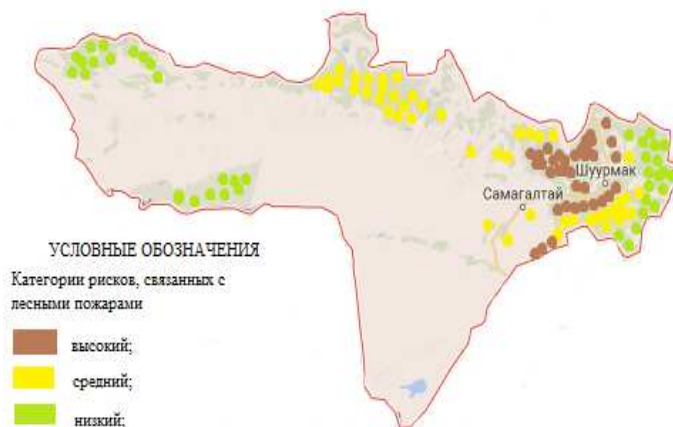 Шуурмак
Самагалтай
УСЛОВНЫЕ ОБОЗНАЧЕНИЯ
Категории рисков, связанных с
лесными пожарами
высокий;
средний;
низкий;